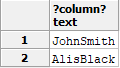 ?column?
text
1 JohnSmith
2 AlisBlack